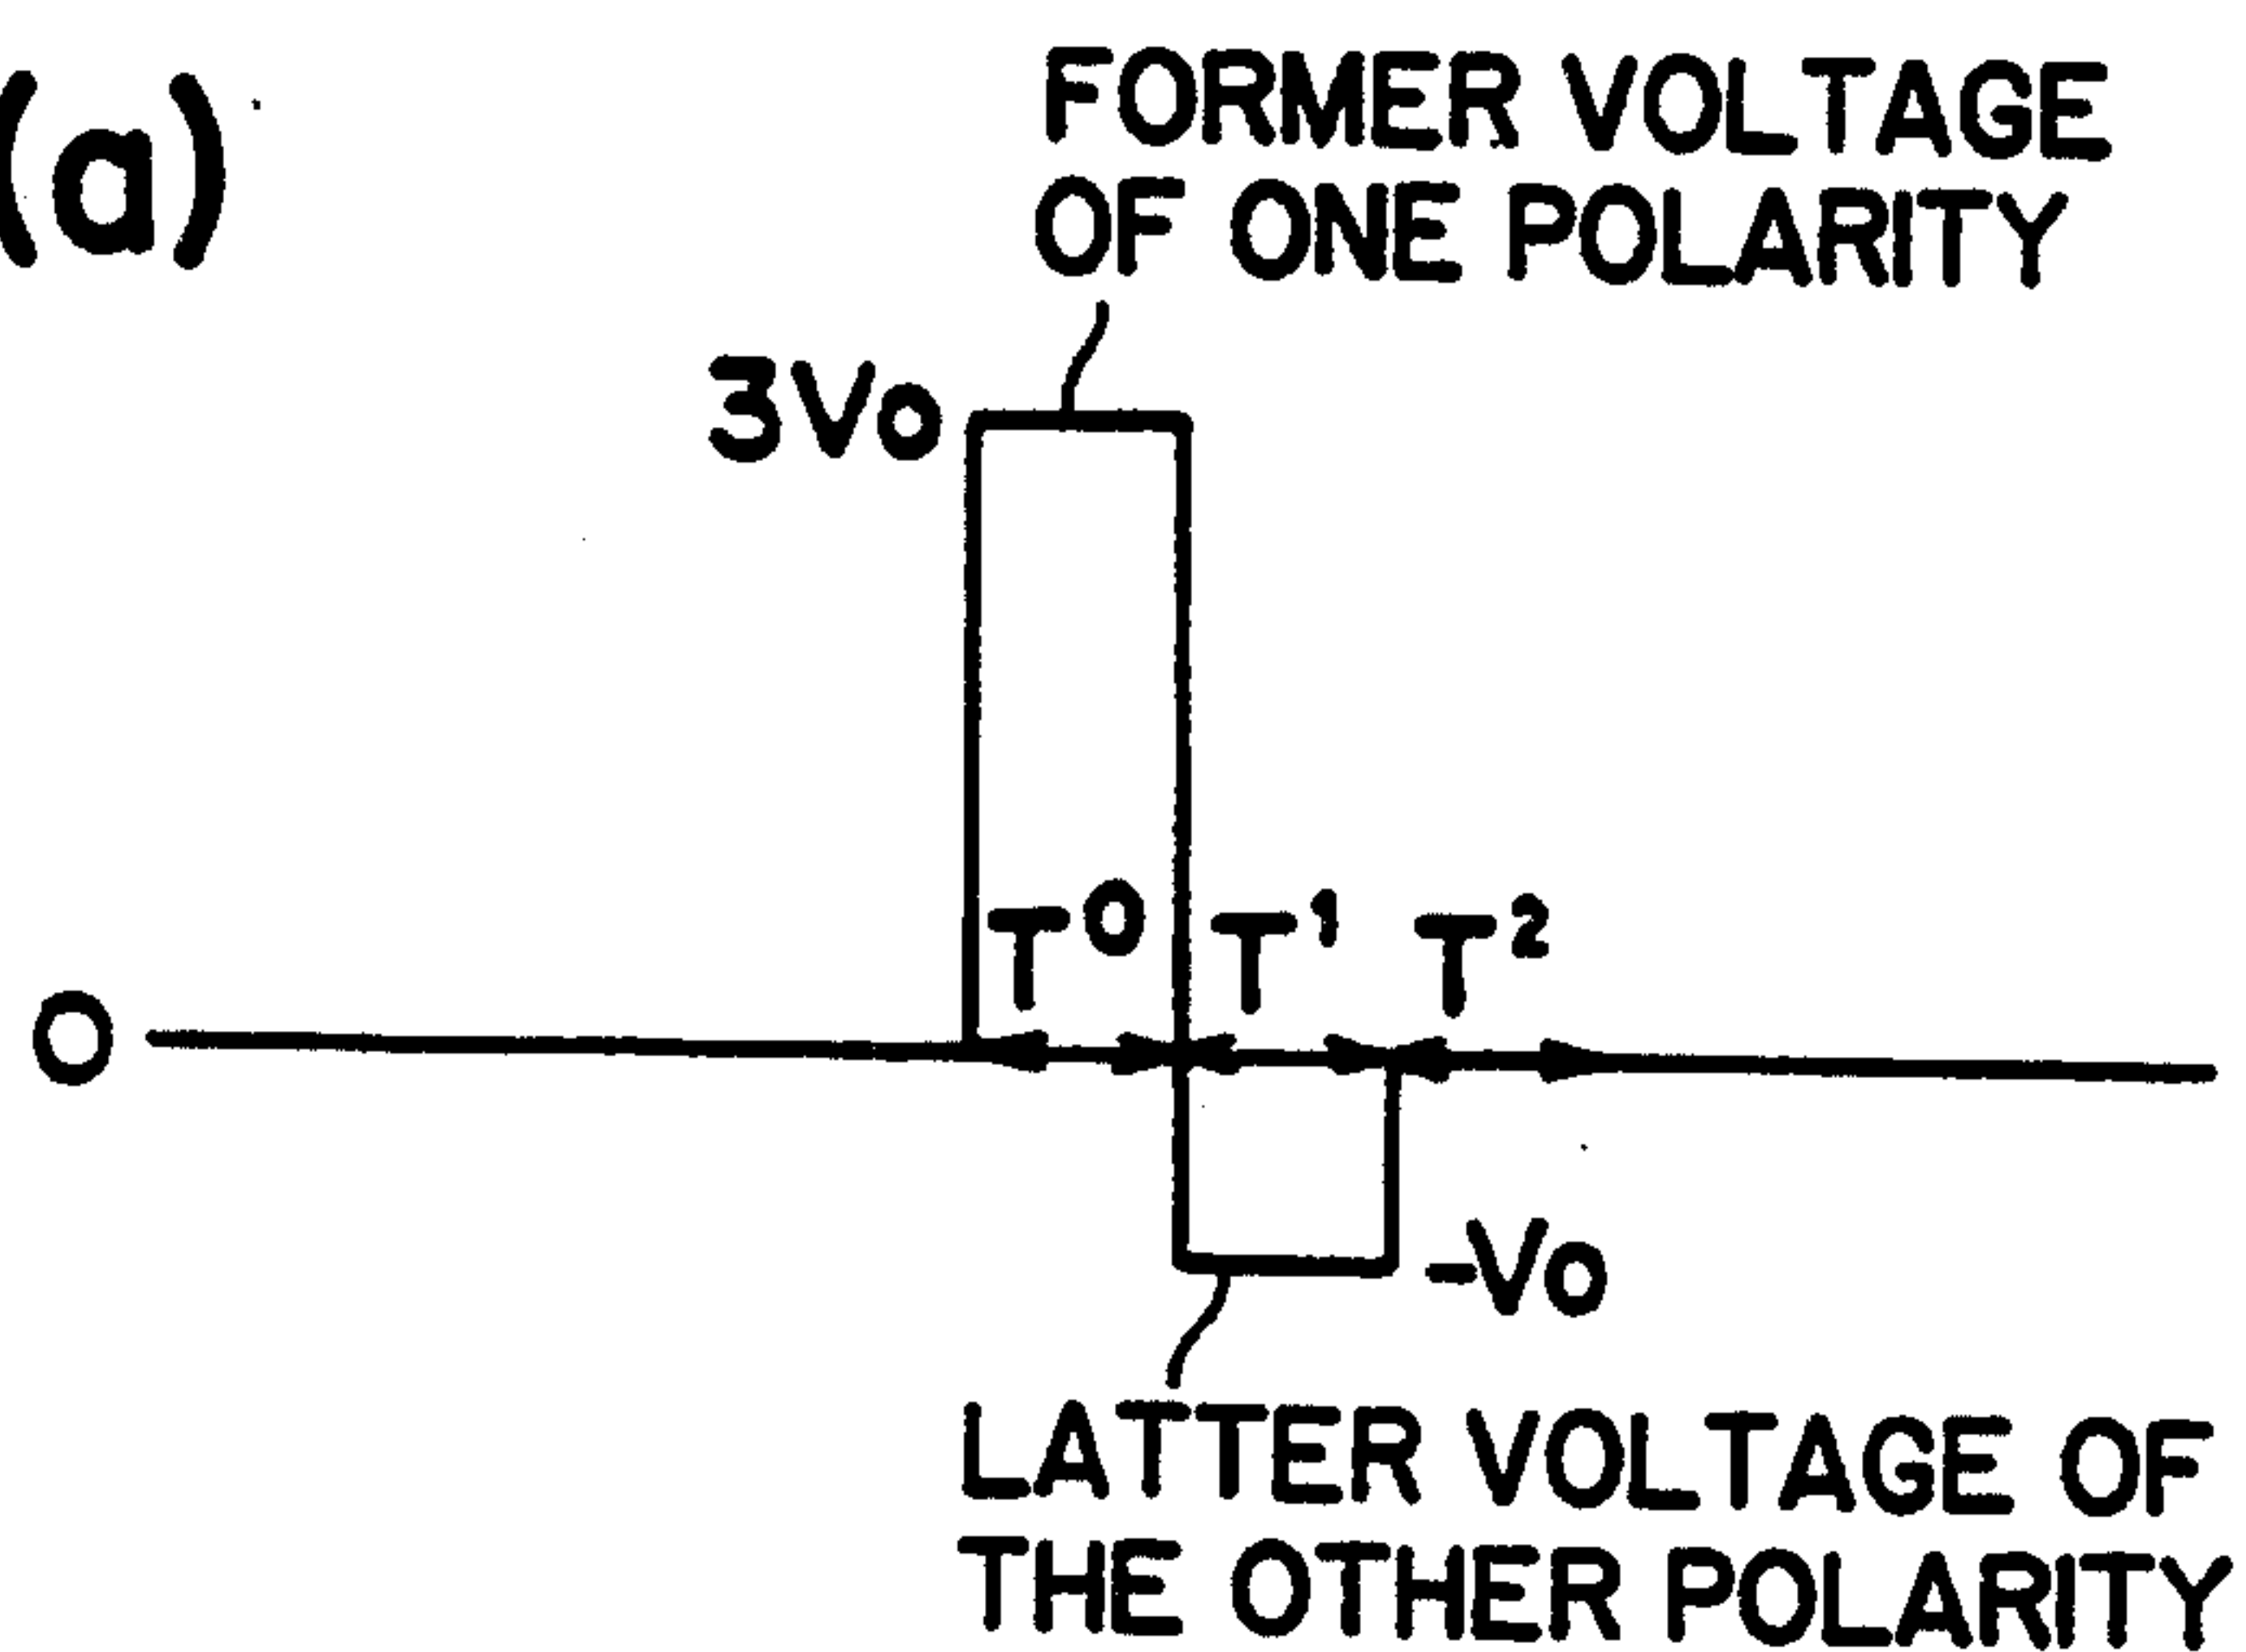 (a)
FORMER VOLTAGE
OF ONE POLARITY
3Vo
T⁰ T¹ T²
O
-Vo
LATTER VOLTAGE OF
THE OTHER POLARITY